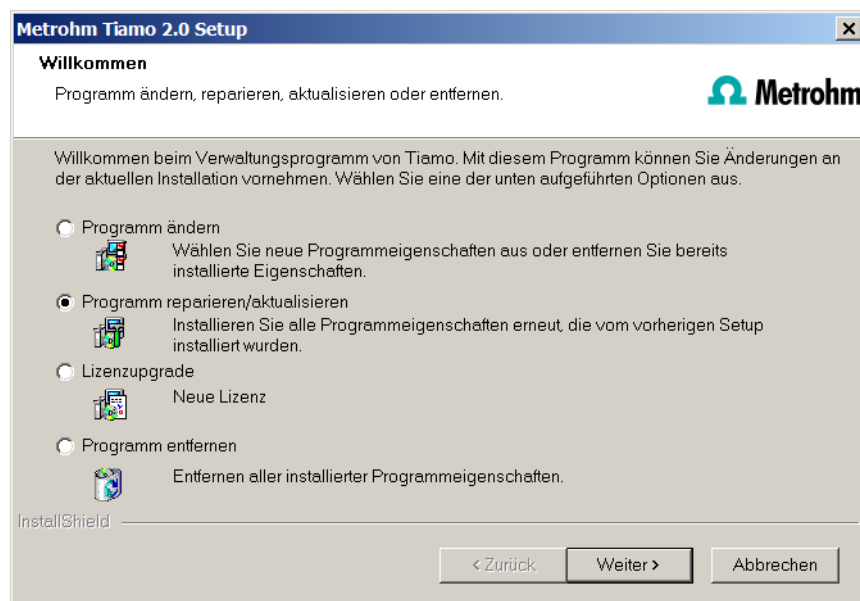 Metrohm Tiamo 2.0 Setup
Willkommen
Programm ändern, reparieren, aktualisieren oder entfernen.
Metrohm
Willkommen beim Verwaltungsprogramm von Tiamo. Mit diesem Programm können Sie Änderungen an
der aktuellen Installation vornehmen. Wählen Sie eine der unten aufgeführten Optionen aus.
Programm ändern
Wählen Sie neue Programmeigenschaften aus oder entfernen Sie bereits
installierte Eigenschaften.
Programm reparieren/aktualisieren
Installieren Sie alle Programmeigenschaften erneut, die vom vorherigen Setup
installiert wurden.
Lizenzupgrade
Neue Lizenz
Programm entfernen
Entfernen aller installierter Programmeigenschaften.
InstallShield
< Zurück
Weiter >
Abbrechen